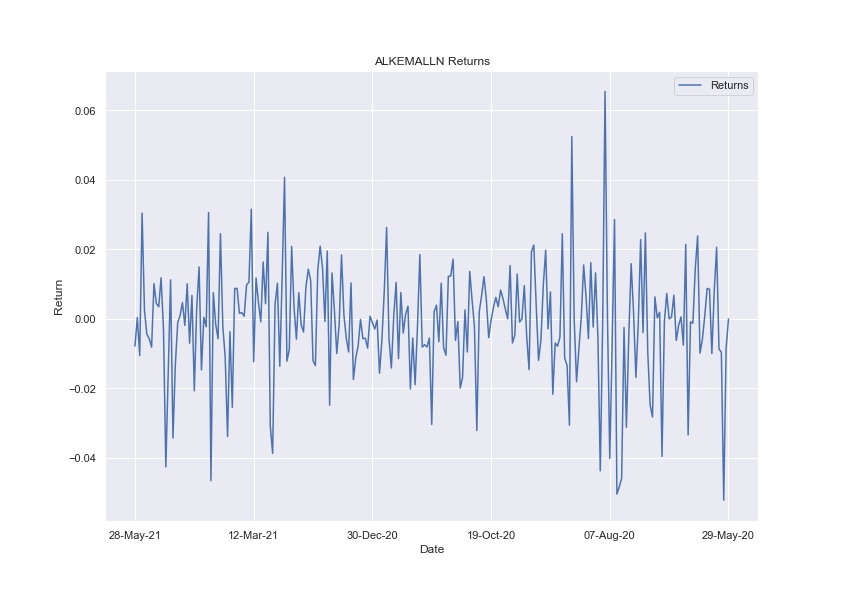 ALKEMALLN Returns
Returns
0.06
0.04
0.02
0.00
−0.02
−0.04
Return
28-May-21 12-Mar-21 30-Dec-20 19-Oct-20 07-Aug-20 29-May-20
Date